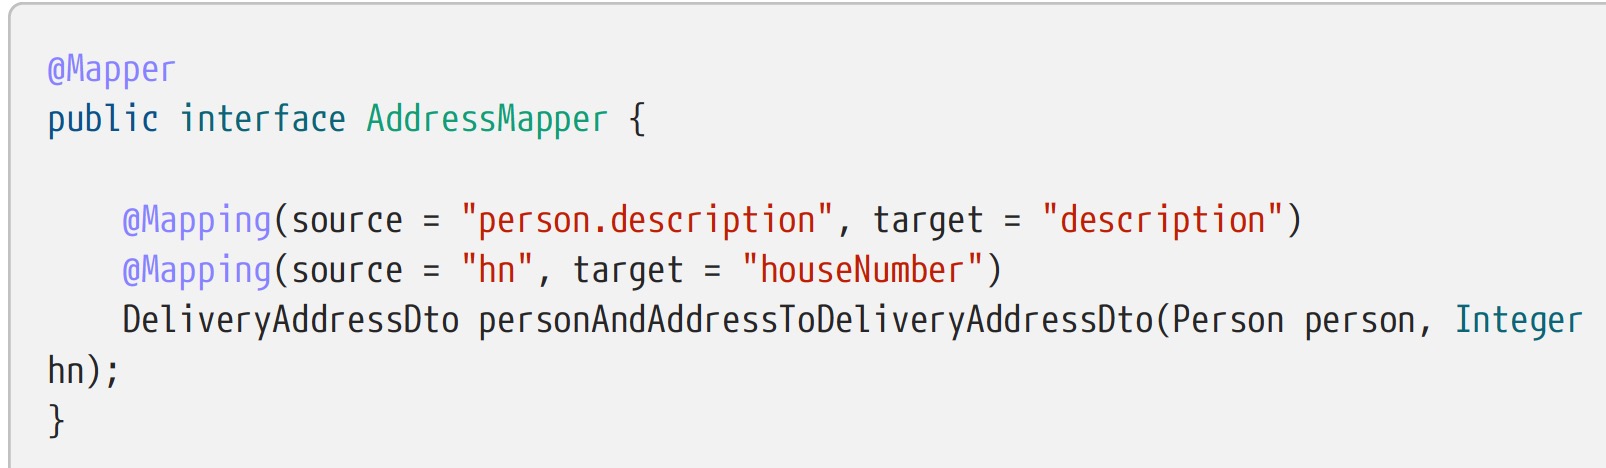 @Mapper
public interface AddressMapper {
@Mapping(source = "person.description", target = "description")
@Mapping(source = "hn", target = "houseNumber")
DeliveryAddressDto personAndAddressToDeliveryAddressDto(Person person, Integer
hn);
}